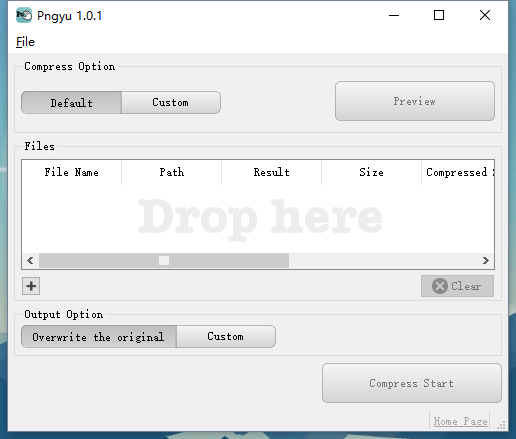 Pngyu 1.0.1
File
Compress Option
Default Custom Preview
Files
File Name Path Result Size Compressed
Drop here
Clear
Output Option
Overwrite the original Custom
Compress Start
Home Page